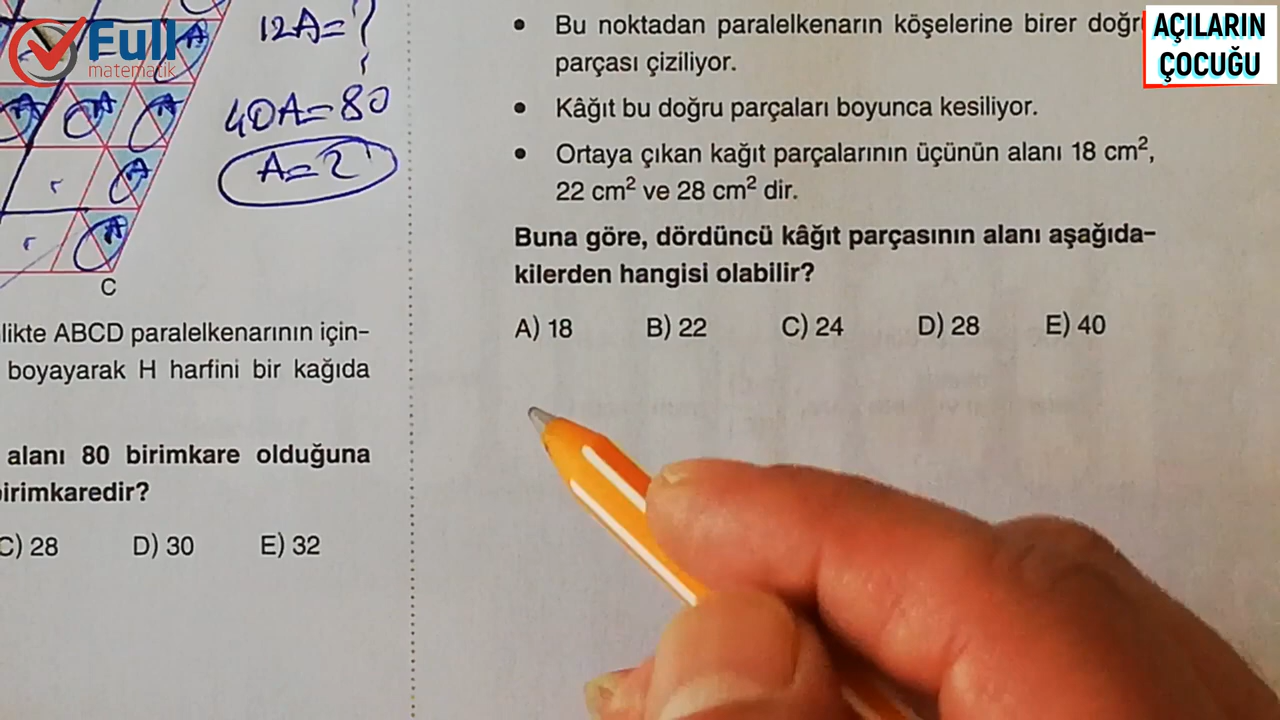 Full
matematik
12A=?
40A=80
A=2
A
A
A
A
A
A
r
r
C
likte ABCD paralelkenarının için-
boyayarak H harfini bir kağıda
alanı 80 birimkare olduğuna
birimkaredir?
C) 28 D) 30 E) 32
AÇILARIN
ÇOCUĞU
• Bu noktadan paralelkenarın köşelerine birer doğru
parçası çiziliyor.
• Kâğıt bu doğru parçaları boyunca kesiliyor.
• Ortaya çıkan kağıt parçalarının üçünün alanı 18 cm²,
22 cm² ve 28 cm² dir.
Buna göre, dördüncü kâğıt parçasının alanı aşağıda-
kilerden hangisi olabilir?
A) 18 B) 22 C) 24 D) 28 E) 40